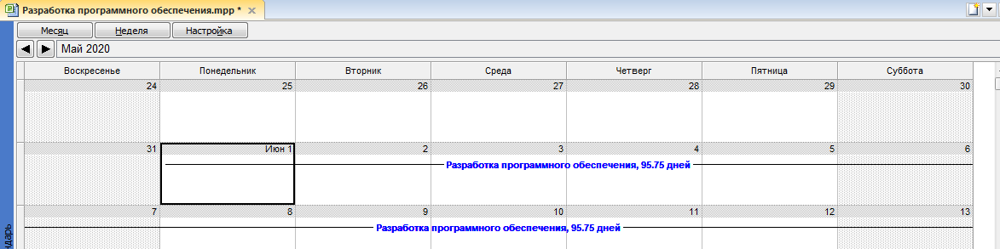 Разработка программного обеспечения.mpp *
Месяц Неделя Настройка
Май 2020
Воскресенье Понедельник Вторник Среда Четверг Пятница Суббота
24 25 26 27 28 29 30
31 Июн 1 2 3 4 5 6
Разработка программного обеспечения, 95.75 дней
7 8 9 10 11 12 13
Разработка программного обеспечения, 95.75 дней
ндарь